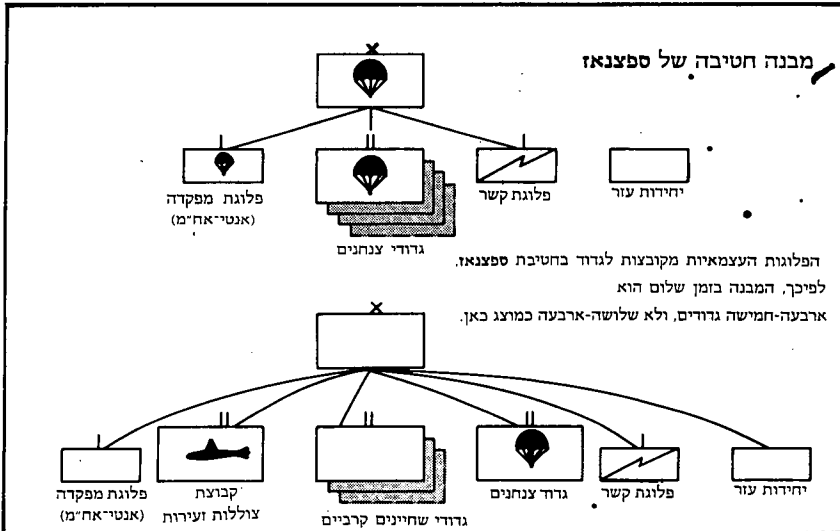 מבנה חטיבה של ספצנאז
יחידות עזר
פלוגת קשר
גדודי צנחנים
פלוגת מפקדה
(אנטי־אח״מ)
הפלוגות העצמאיות מקובצות לגדוד בחטיבת ספצנאז.
לפיכך, המבנה בזמן שלום הוא
ארבעה-חמישה גדודים, ולא שלושה-ארבעה כמוצג כאן.
יחידות עזר
פלוגת קשר
גדוד צנחנים
גדודי שחיינים קרביים
קבוצת
צוללות זעירות
פלוגת מפקדה
(אנטי־אח״מ)